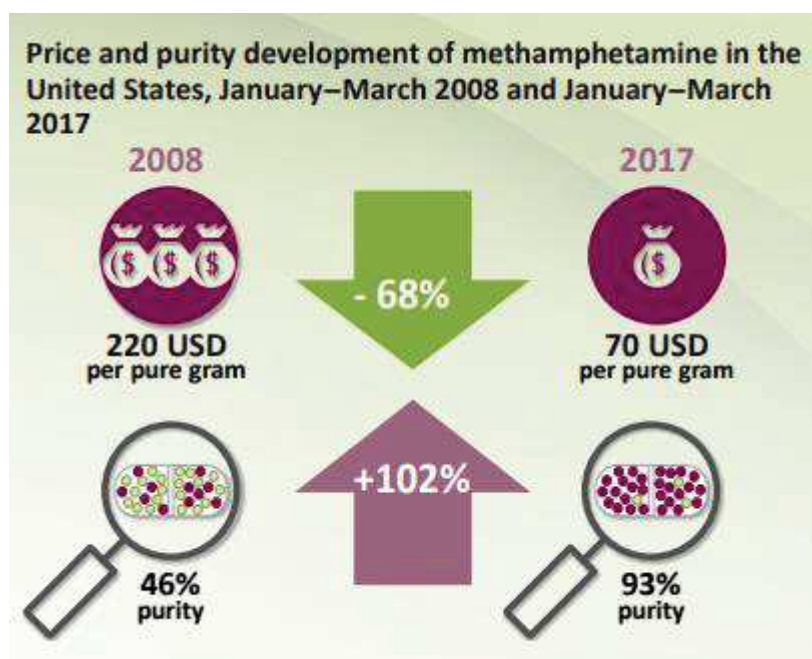 Price and purity development of methamphetamine in the
United States, January–March 2008 and January–March
2017
2008
2017
($ ($ ($
($
- 68%
220 USD
per pure gram
70 USD
per pure gram
+102%
46%
purity
93%
purity